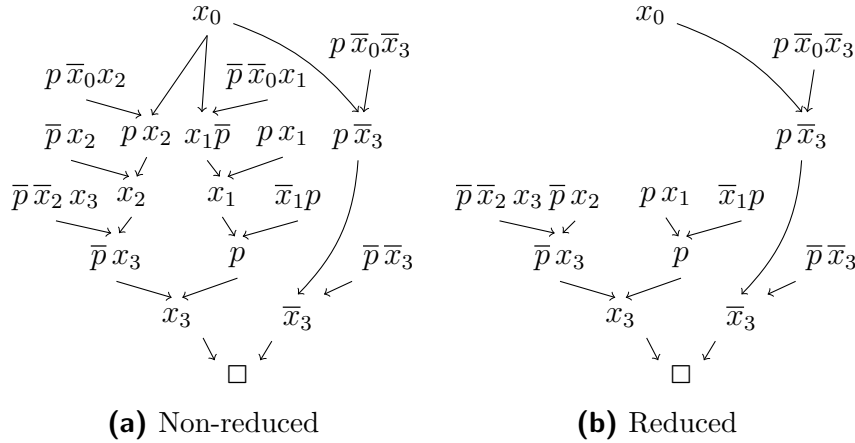 x₀ x₀
p x̅₀x̅₃ p x̅₀x̅₃
p x̅₀x₂ p̅ x̅₀x₁
p̅ x₂ p x₂ x₁p̅ p x₁ p x̅₃ p x̅₃
p̅ x̅₂ x₃ x₂ x₁ x̅₁p p̅ x̅₂ x₃ p̅ x₂ p x₁ x̅₁p
p̅ x₃ p p̅ x̅₃ p̅ x₃ p p̅ x̅₃
x₃ x̅₃ x₃ x̅₃
□ □
(a) Non-reduced (b) Reduced